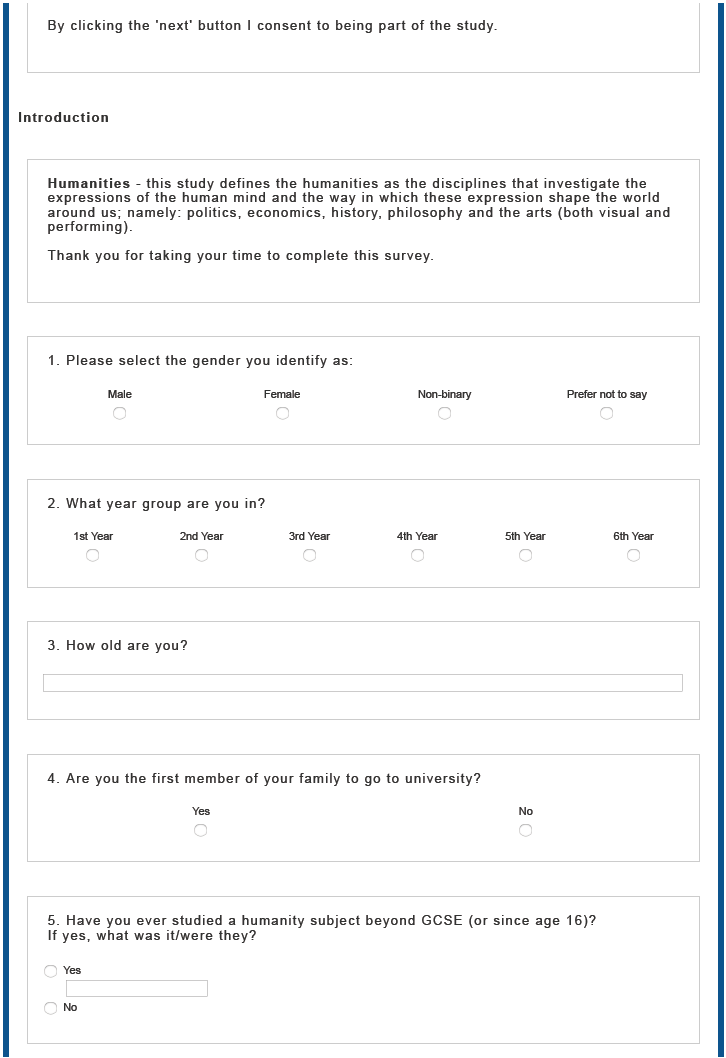 By clicking the 'next' button I consent to being part of the study.
Introduction
Humanities - this study defines the humanities as the disciplines that investigate the
expressions of the human mind and the way in which these expression shape the world
around us; namely: politics, economics, history, philosophy and the arts (both visual and
performing).
Thank you for taking your time to complete this survey.
1. Please select the gender you identify as:
Male Female Non-binary Prefer not to say
2. What year group are you in?
1st Year 2nd Year 3rd Year 4th Year 5th Year 6th Year
3. How old are you?
4. Are you the first member of your family to go to university?
Yes No
5. Have you ever studied a humanity subject beyond GCSE (or since age 16)?
If yes, what was it/were they?
Yes
No